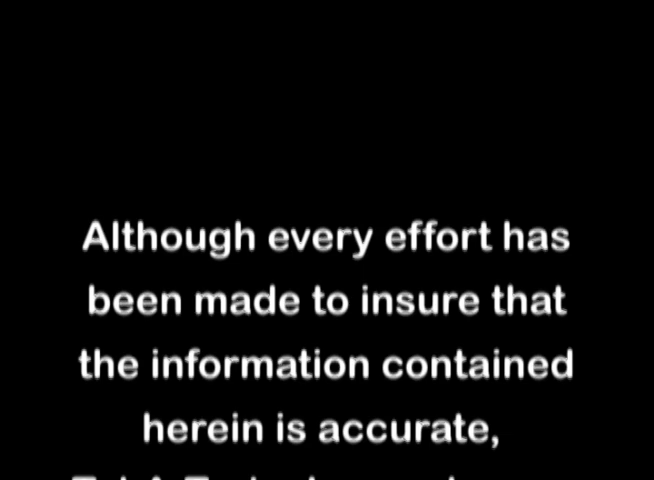 Although every effort has
been made to insure that
the information contained
herein is accurate,